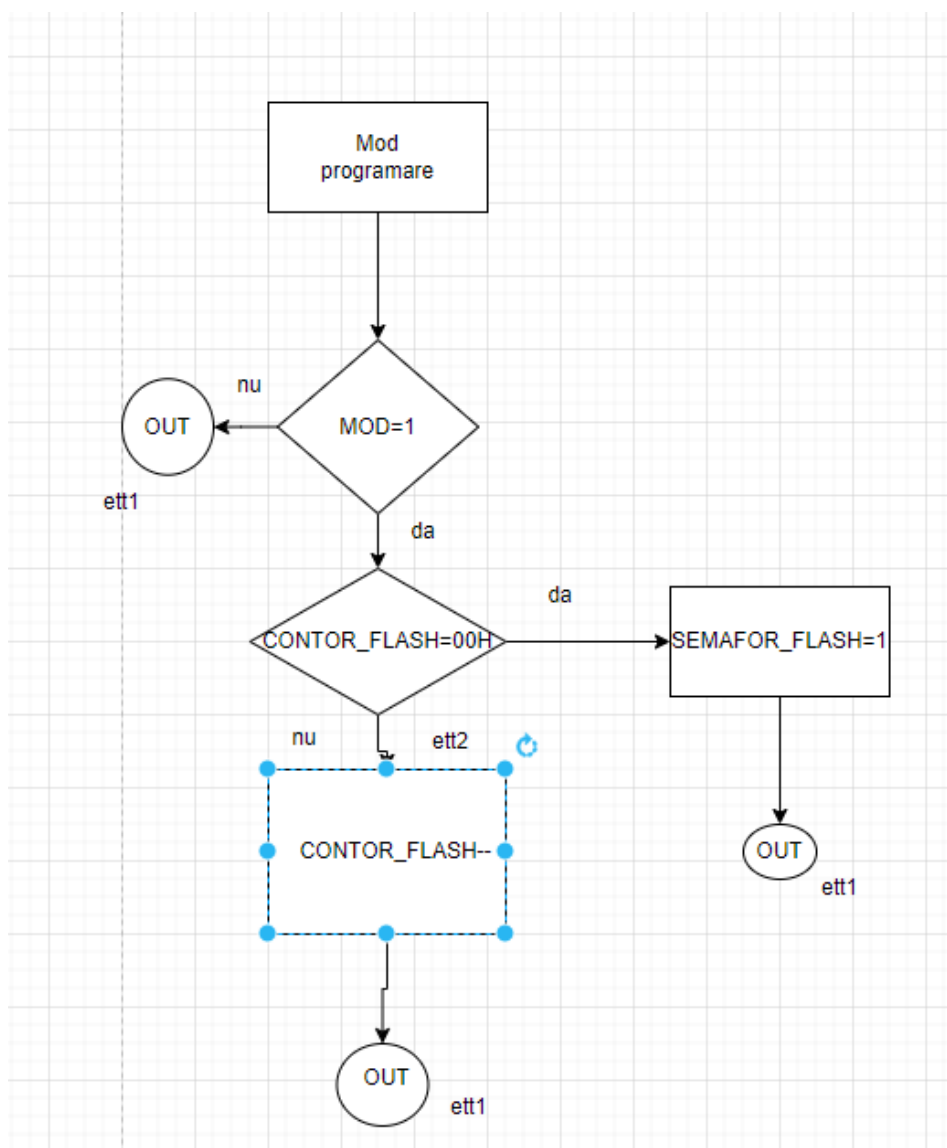 Mod
programare
nu
OUT
MOD=1
ett1
da
da
CONTOR_FLASH=00H
SEMAFOR_FLASH=1
nu
ett2
CONTOR_FLASH--
OUT
ett1
OUT
ett1